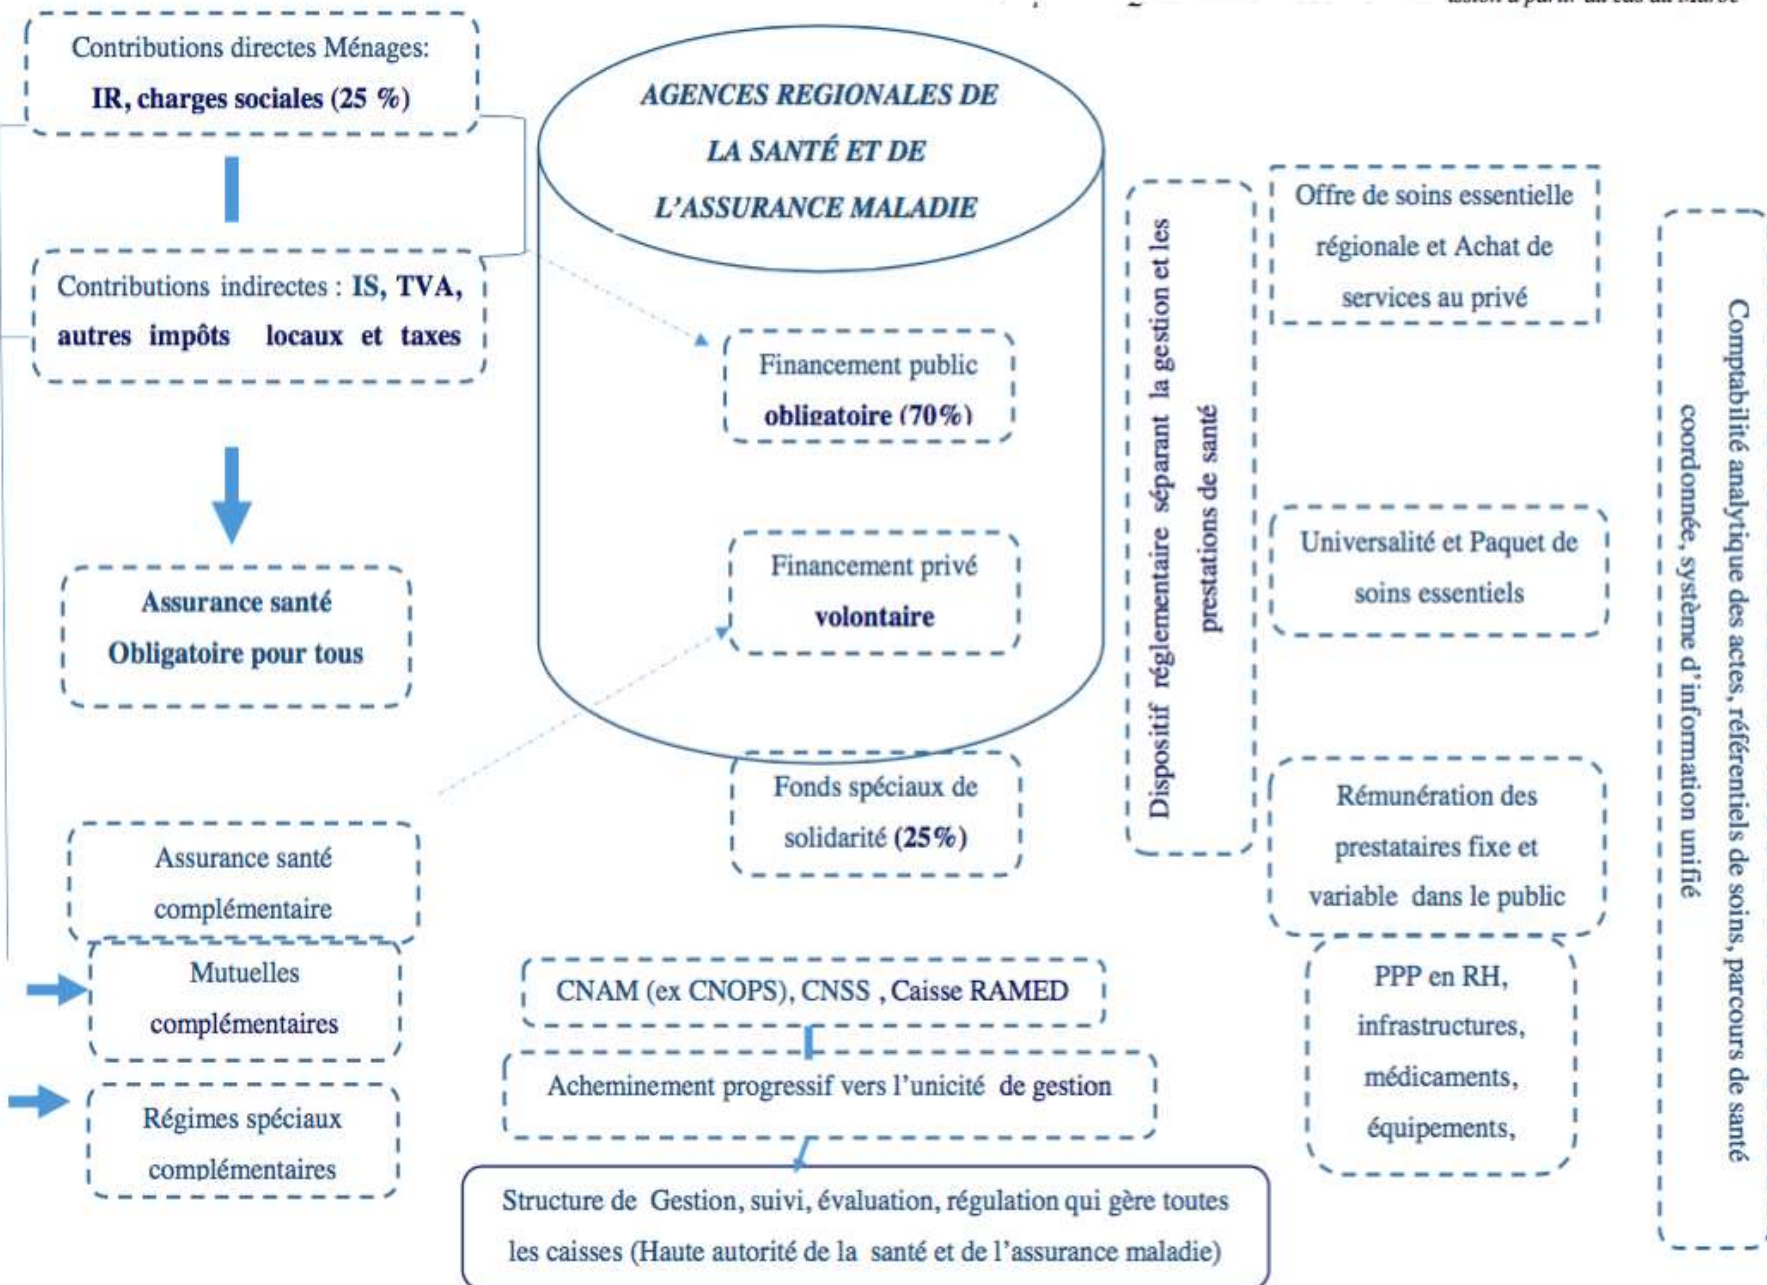 à partir du cas du Maroc
Contributions directes Ménages:
IR, charges sociales (25 %)
Contributions indirectes : IS, TVA,
autres impôts locaux et taxes
Assurance santé
Obligatoire pour tous
Assurance santé
complémentaire
Mutuelles
complémentaires
Régimes spéciaux
complémentaires
AGENCES REGIONALES DE
LA SANTÉ ET DE
L'ASSURANCE MALADIE
Financement public
obligatoire (70%)
Financement privé
volontaire
Fonds spéciaux de
solidarité (25%)
CNAM (ex CNOPS), CNSS , Caisse RAMED
Acheminement progressif vers l'unicité de gestion
Structure de Gestion, suivi, évaluation, régulation qui gère toutes
les caisses (Haute autorité de la santé et de l'assurance maladie)
Dispositif réglementaire séparant la gestion et les
prestations de santé
Offre de soins essentielle
régionale et Achat de
services au privé
Universalité et Paquet de
soins essentiels
Rémunération des
prestataires fixe et
variable dans le public
PPP en RH,
infrastructures,
médicaments,
équipements,
Comptabilité analytique des actes, référentiels de soins, parcours de santé
coordonnée, système d'information unifié